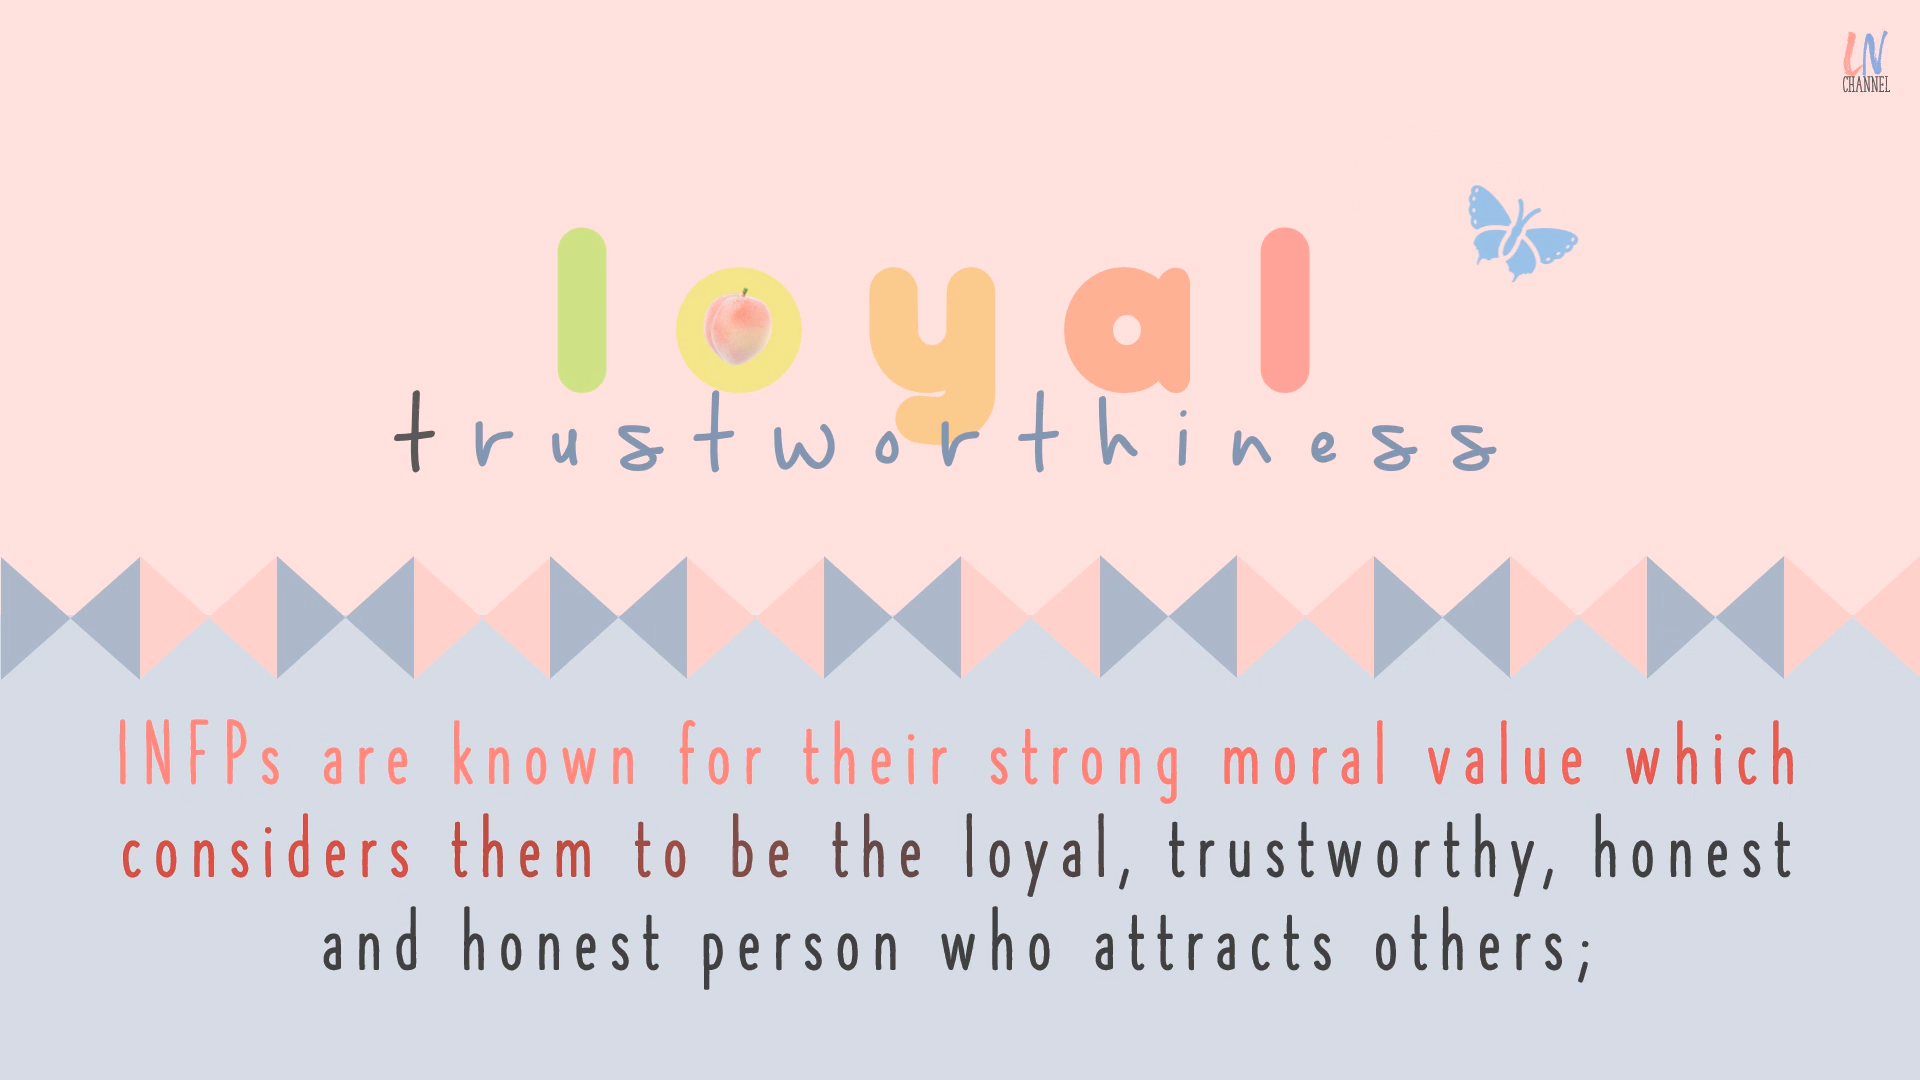 LN
CHANNEL
loyal
trustworthiness
INFPs are known for their strong moral value which
considers them to be the loyal, trustworthy, honest
and honest person who attracts others;